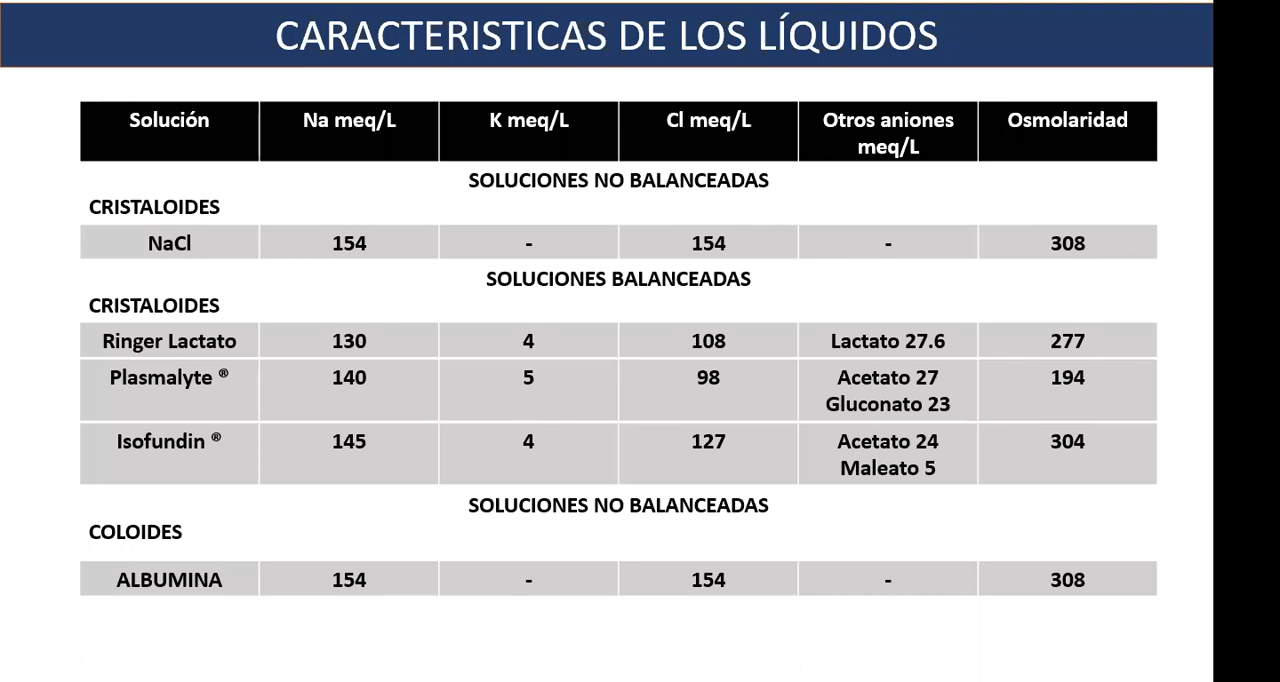 CARACTERISTICAS DE LOS LÍQUIDOS
Solución Na meq/L K meq/L Cl meq/L Otros aniones meq/L Osmolaridad
SOLUCIONES NO BALANCEADAS
CRISTALOIDES
NaCl 154 - 154 - 308
SOLUCIONES BALANCEADAS
CRISTALOIDES
Ringer Lactato 130 4 108 Lactato 27.6 277
Plasmalyte ® 140 5 98 Acetato 27 Gluconato 23 194
Isofundin ® 145 4 127 Acetato 24 Maleato 5 304
SOLUCIONES NO BALANCEADAS
COLOIDES
ALBUMINA 154 - 154 - 308